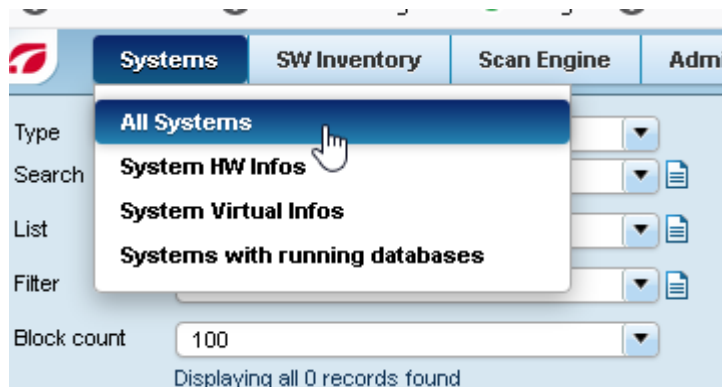 Systems SW Inventory Scan Engine
Type All Systems
Search System HW Infos
List System Virtual Infos
Systems with running databases
Filter
Block count 100
Displaying all 0 records found